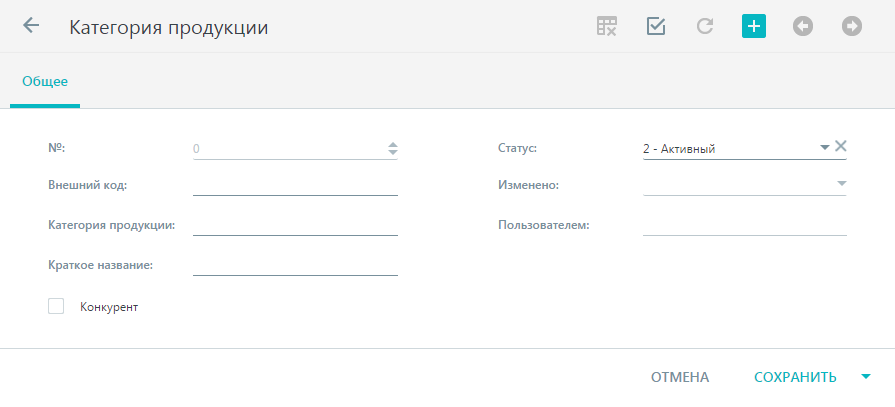 Категория продукции
Общее
№: 0 Статус: 2 - Активный
Внешний код: Изменено:
Категория продукции: Пользователем:
Краткое название:
Конкурент
ОТМЕНА СОХРАНИТЬ